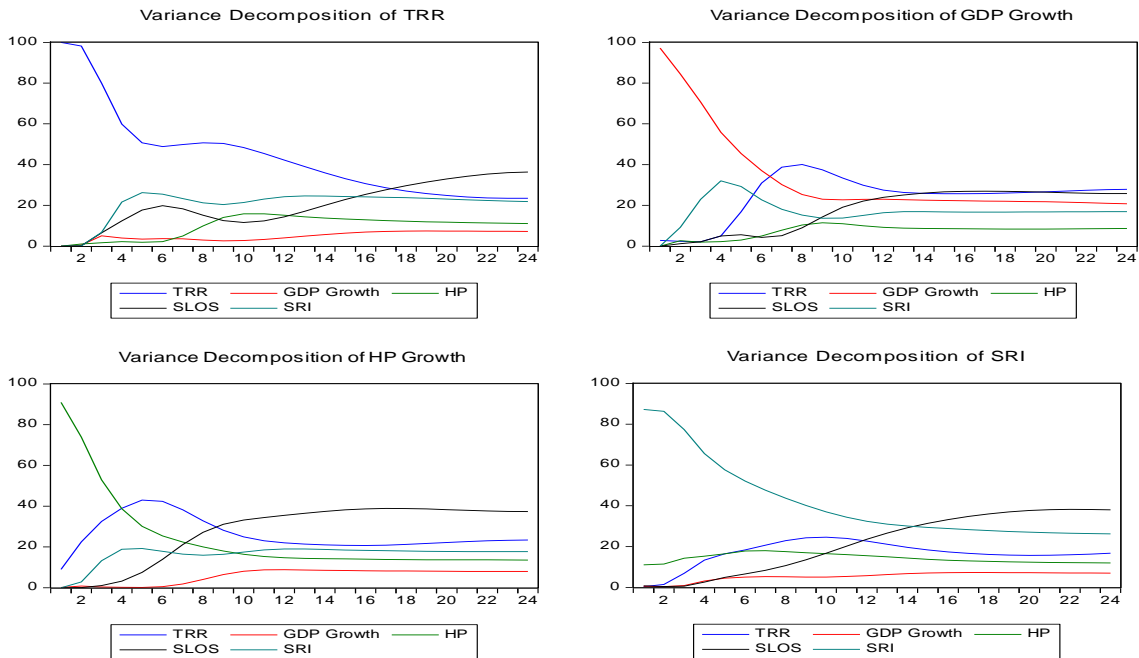 Variance Decomposition of TRR
100
80
60
40
20
0
2 4 6 8 10 12 14 16 18 20 22 24
TRR GDP Growth HP
SLOS SRI
Variance Decomposition of GDP Growth
100
80
60
40
20
0
2 4 6 8 10 12 14 16 18 20 22 24
TRR GDP Growth HP
SLOS SRI
Variance Decomposition of HP Growth
100
80
60
40
20
0
2 4 6 8 10 12 14 16 18 20 22 24
TRR GDP Growth HP
SLOS SRI
Variance Decomposition of SRI
100
80
60
40
20
0
2 4 6 8 10 12 14 16 18 20 22 24
TRR GDP Growth HP
SLOS SRI